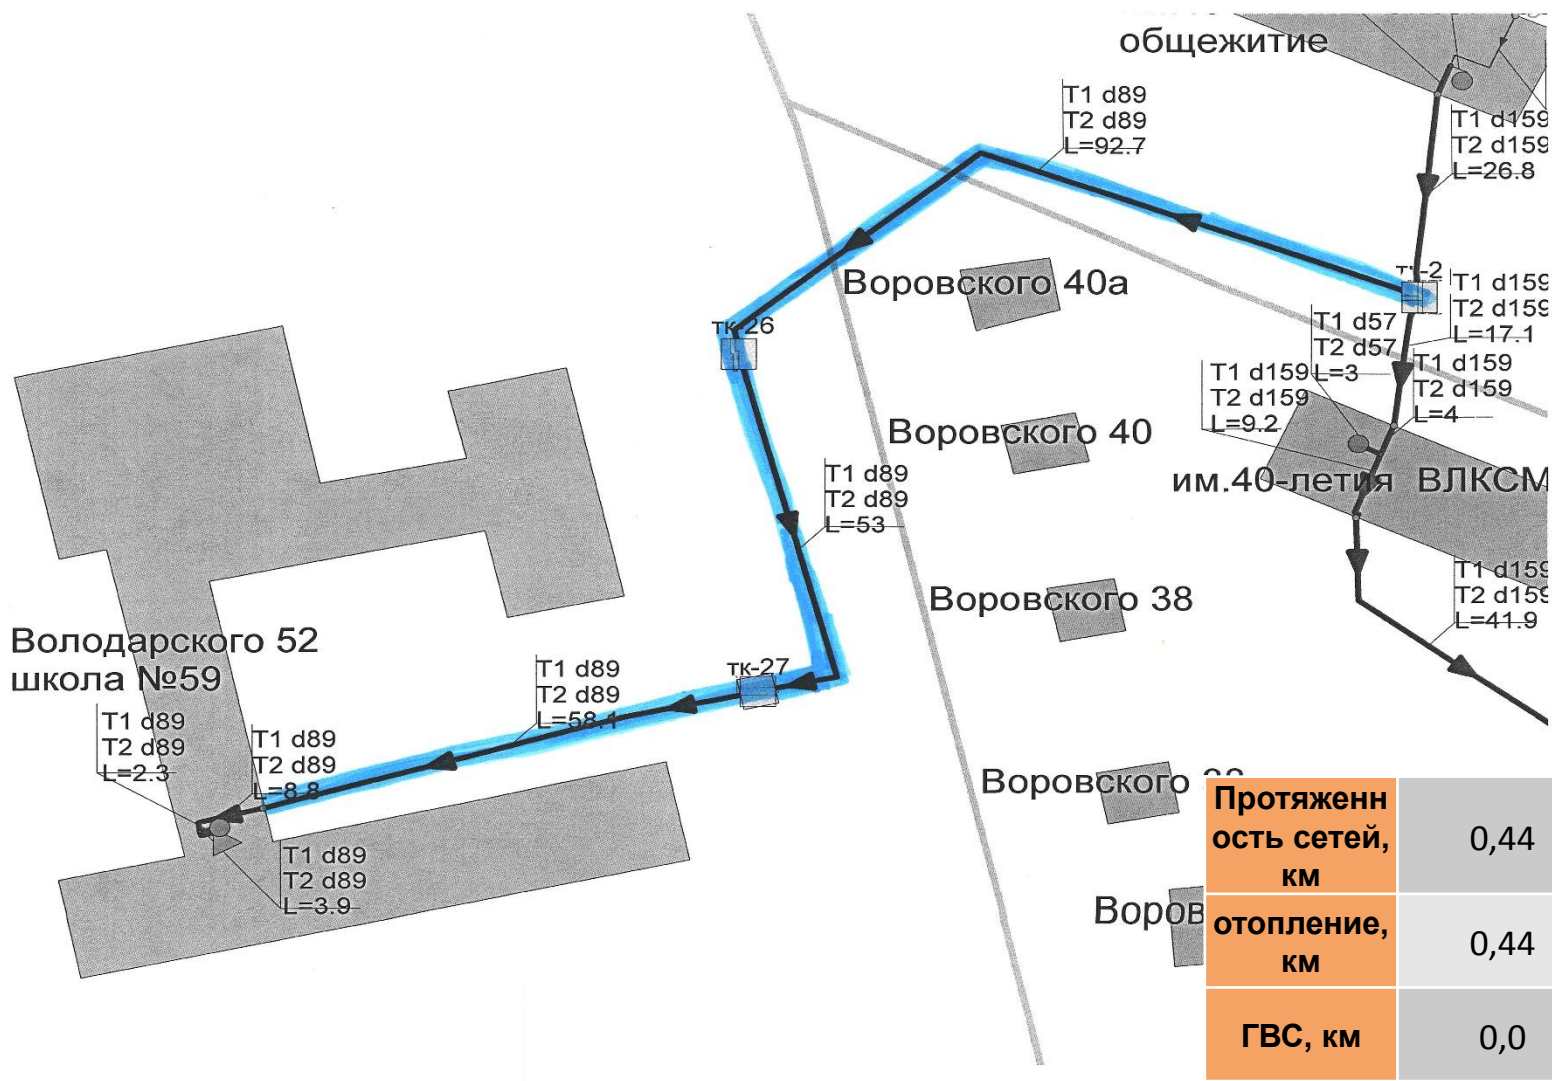 общежитие
T1 d89
T2 d89
L=92.7
T1 d159
T2 d159
L=26.8
Воровского 40а
T1 d159
T2 d159
L=17.1
тк-26
T1 d57
T2 d57
L=3
T1 d159
T2 d159
L=4
T1 d159
T2 d159
L=9.2
Воровского 40
им.40-летия ВЛКСМ
T1 d89
T2 d89
L=53
Воровского 38
T1 d159
T2 d159
L=41.9
Володарского 52
школа №59
тк-27
T1 d89
T2 d89
L=58.1
T1 d89
T2 d89
L=2.3
T1 d89
T2 d89
L=8.8
Воровского
T1 d89
T2 d89
L=3.9
Протяженн
ость сетей,
км
0,44
отопление,
км
0,44
ГВС, км
0,0